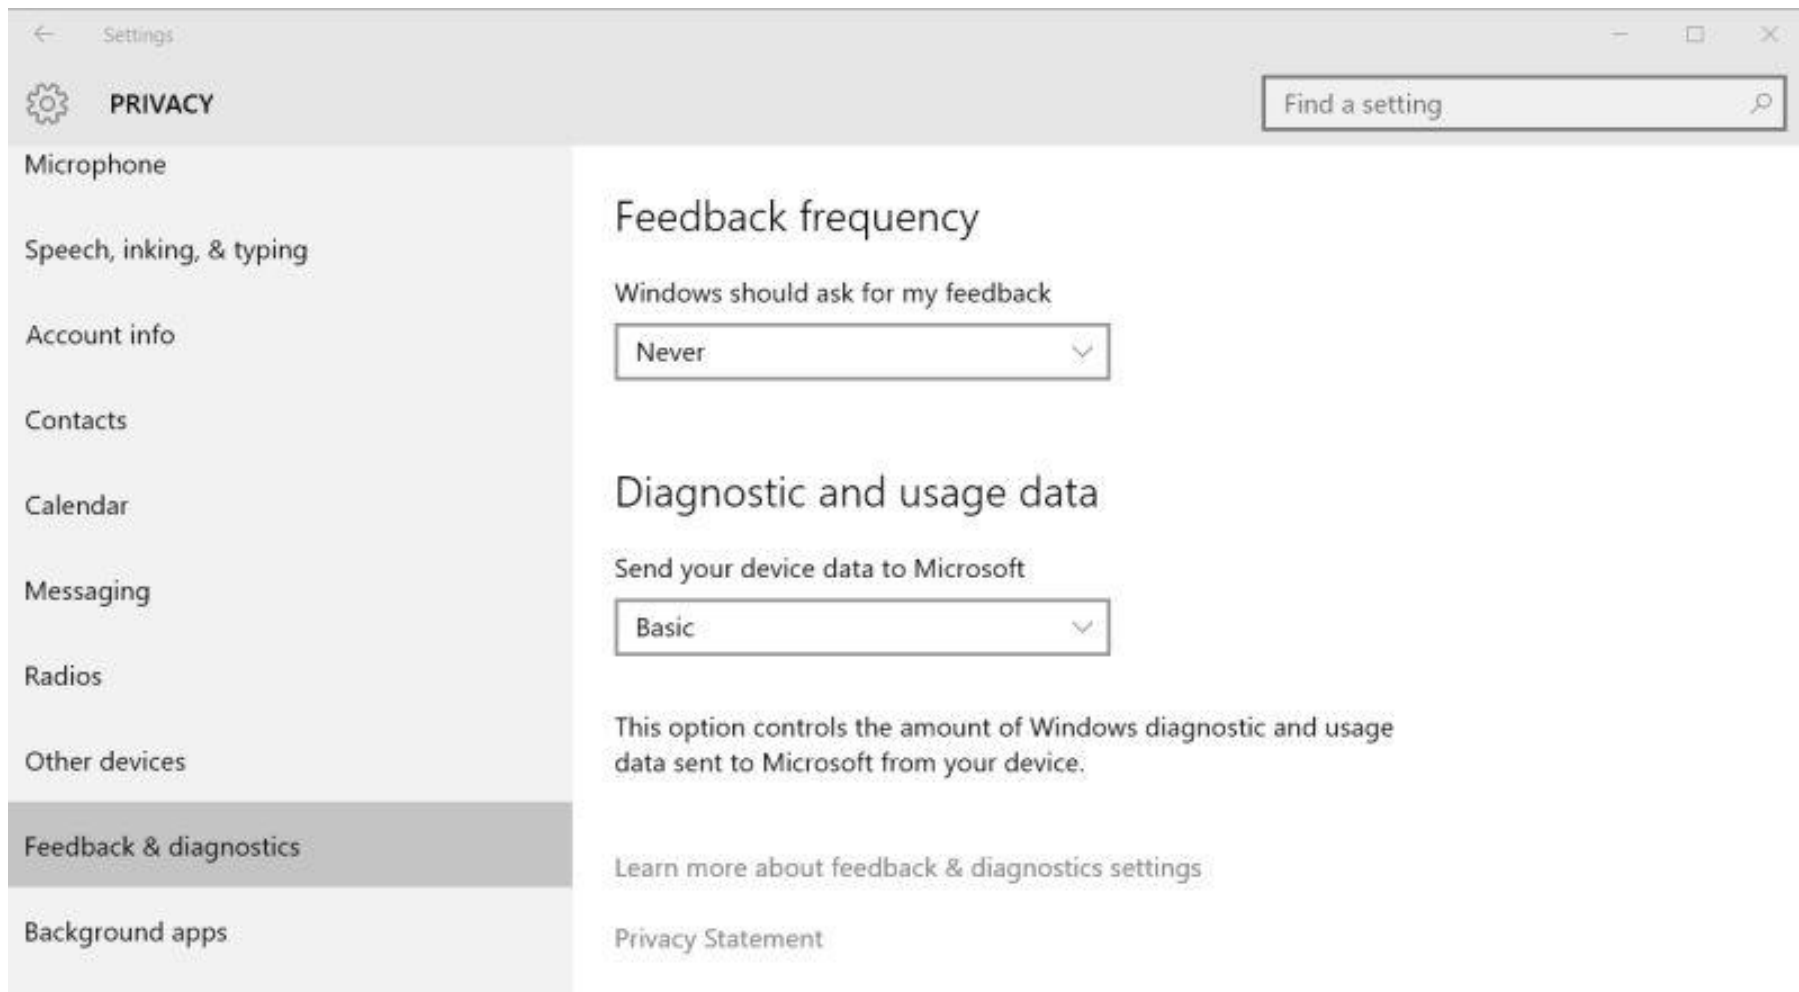 Settings
PRIVACY
Find a setting
Microphone
Speech, inking, & typing
Account info
Contacts
Calendar
Messaging
Radios
Other devices
Feedback & diagnostics
Background apps
Feedback frequency
Windows should ask for my feedback
Never
Diagnostic and usage data
Send your device data to Microsoft
Basic
This option controls the amount of Windows diagnostic and usage
data sent to Microsoft from your device.
Learn more about feedback & diagnostics settings
Privacy Statement